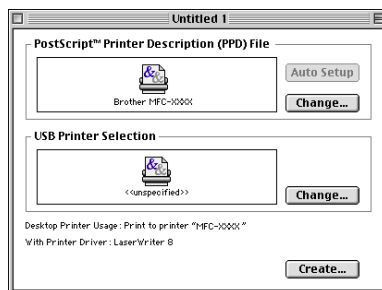 Untitled 1
PostScript™ Printer Description (PPD) File
Auto Setup
Brother MFC-XXXX
Change...
USB Printer Selection
<<unspecified>>
Change...
Desktop Printer Usage : Print to printer “MFC-XXXX”
With Printer Driver : LaserWriter 8
Create...